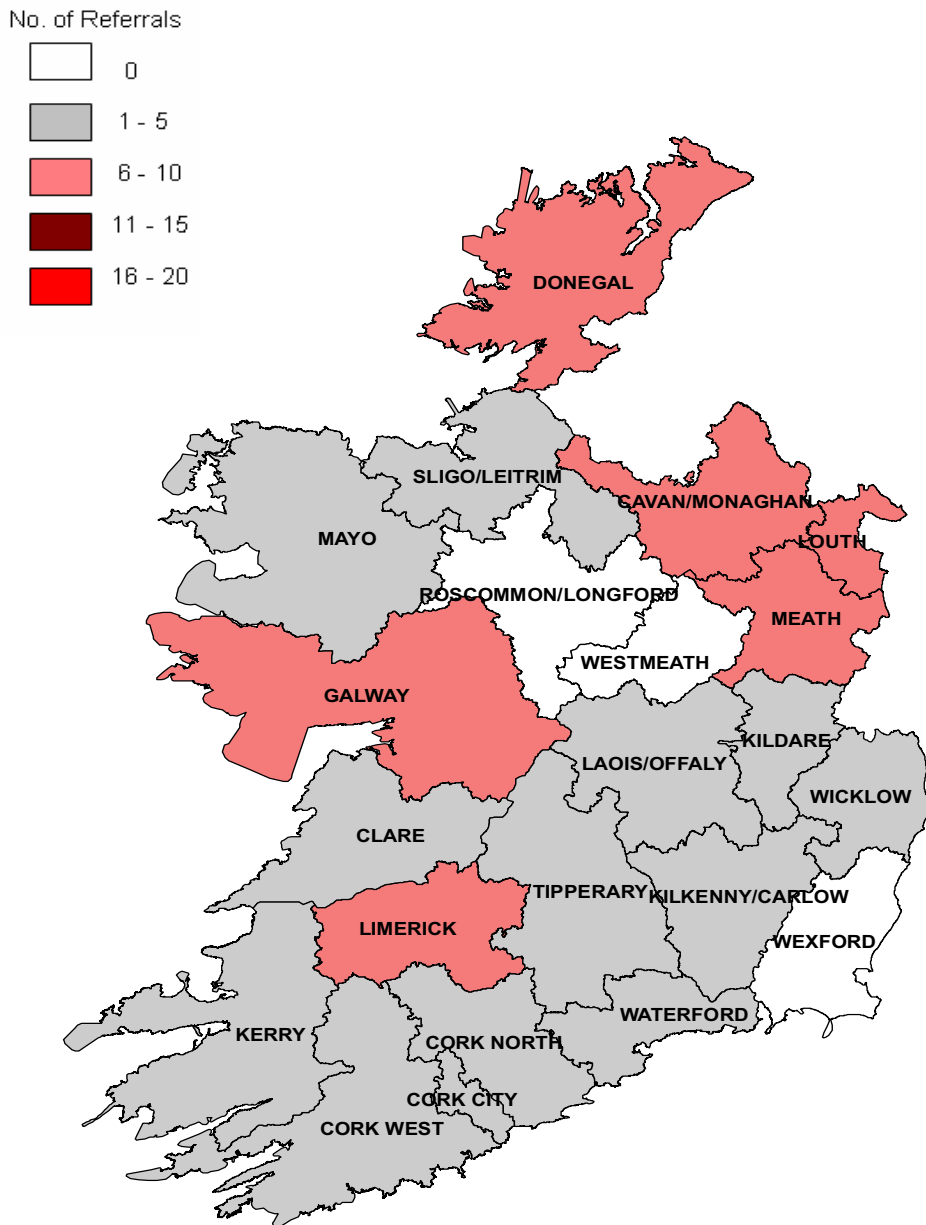 No. of Referrals
0
1 - 5
6 - 10
11 - 15
16 - 20
DONEGAL
SLIGO/LEITRIM
CAVAN/MONAGHAN
MAYO
LOUTH
ROSCOMMON/LONGFORD
MEATH
WESTMEATH
GALWAY
KILDARE
LAOIS/OFFALY
WICKLOW
CLARE
TIPPERARY
KILKENNY/CARLOW
LIMERICK
WEXFORD
WATERFORD
KERRY
CORK NORTH
CORK CITY
CORK WEST